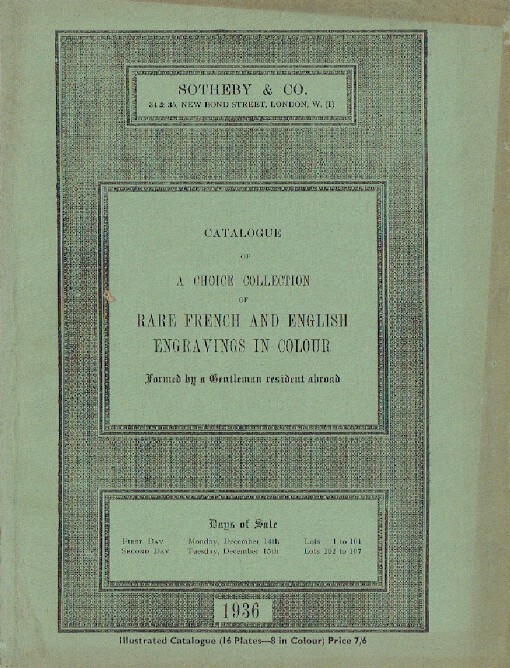 SOTHEBY & CO.
34 & 35, NEW BOND STREET, LONDON, W. (1)
CATALOGUE
OF
A CHOICE COLLECTION
OF
RARE FRENCH AND ENGLISH
ENGRAVINGS IN COLOUR
Formed by a Gentleman resident abroad
Days of Sale
FIRST DAY Monday, December 14th Lots 1 to 101
SECOND DAY Tuesday, December 15th Lots 102 to 197
1936
Illustrated Catalogue (16 Plates—8 in Colour) Price 7/6